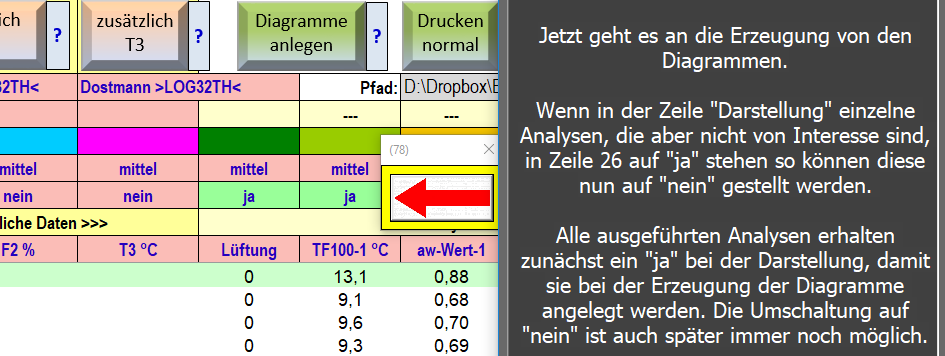 ich
?
zusätzlich
T3
?
Diagramme
anlegen
?
Drucken
normal
32TH<
Dostmann >LOG32TH<
Pfad:
D:\Dropbox\E
---
---
(78)
mittel
mittel
mittel
mittel
nein
nein
ja
ja
liche Daten >>>
F2 %
T3 °C
Lüftung
TF100-1 °C
aw-Wert-1
0
13,1
0,88
0
9,1
0,68
0
9,6
0,70
0
9,3
0,69
Jetzt geht es an die Erzeugung von den
Diagrammen.
Wenn in der Zeile "Darstellung" einzelne
Analysen, die aber nicht von Interesse sind,
in Zeile 26 auf "ja" stehen so können diese
nun auf "nein" gestellt werden.
Alle ausgeführten Analysen erhalten
zunächst ein "ja" bei der Darstellung, damit
sie bei der Erzeugung der Diagramme
angelegt werden. Die Umschaltung auf
"nein" ist auch später immer noch möglich.